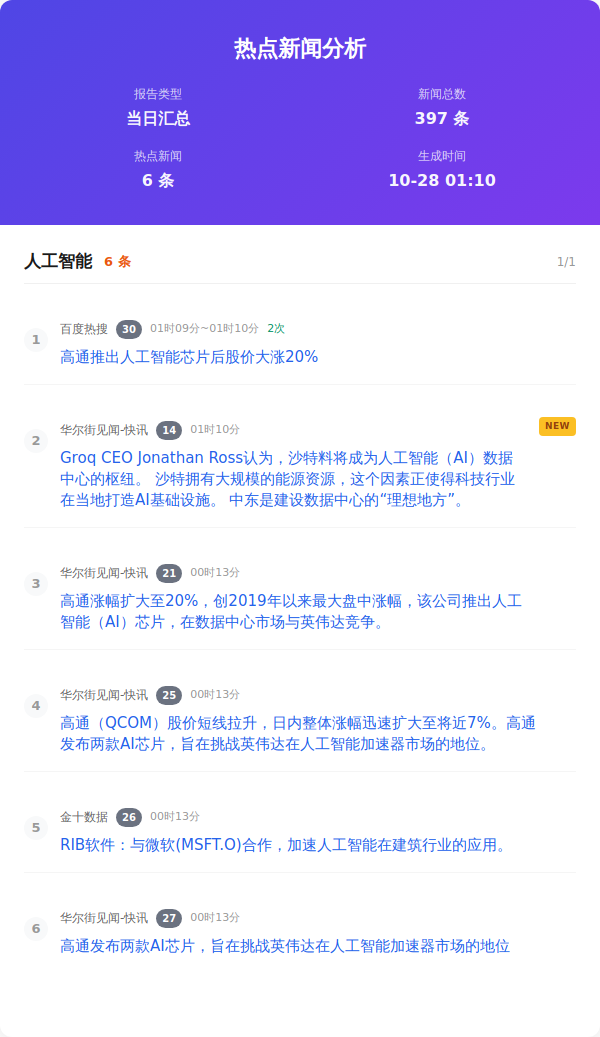 热点新闻分析
报告类型
新闻总数
当日汇总
397 条
热点新闻
生成时间
6 条
10-28 01:10
人工智能 6 条 1/1
1
百度热搜 30 01时09分~01时10分 2次
高通推出人工智能芯片后股价大涨20%
2
华尔街见闻-快讯 14 01时10分 NEW
Groq CEO Jonathan Ross认为，沙特料将成为人工智能（AI）数据
中心的枢纽。 沙特拥有大规模的能源资源，这个因素正使得科技行业
在当地打造AI基础设施。 中东是建设数据中心的“理想地方”。
3
华尔街见闻-快讯 21 00时13分
高通涨幅扩大至20%，创2019年以来最大盘中涨幅，该公司推出人工
智能（AI）芯片，在数据中心市场与英伟达竞争。
4
华尔街见闻-快讯 25 00时13分
高通（QCOM）股价短线拉升，日内整体涨幅迅速扩大至将近7%。高通
发布两款AI芯片，旨在挑战英伟达在人工智能加速器市场的地位。
5
金十数据 26 00时13分
RIB软件：与微软(MSFT.O)合作，加速人工智能在建筑行业的应用。
6
华尔街见闻-快讯 27 00时13分
高通发布两款AI芯片，旨在挑战英伟达在人工智能加速器市场的地位